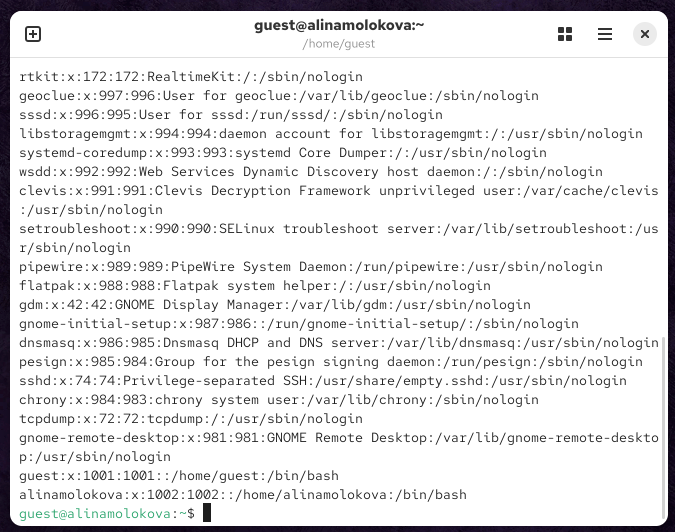 guest@alinamolokova:~
/home/guest
rtkit:x:172:172:RealtimeKit:/:/sbin/nologin
geoclue:x:997:996:User for geoclue:/var/lib/geoclue:/sbin/nologin
sssd:x:996:995:User for sssd:/run/sssd/:/sbin/nologin
libstoragemgmt:x:994:994:daemon account for libstoragemgmt:/:/usr/sbin/nologin
systemd-coredump:x:993:993:systemd Core Dumper:/:/usr/sbin/nologin
wsdd:x:992:992:Web Services Dynamic Discovery host daemon:/:/sbin/nologin
clevis:x:991:991:Clevis Decryption Framework unprivileged user:/var/cache/clevis
:/usr/sbin/nologin
setroubleshoot:x:990:990:SELinux troubleshoot server:/var/lib/setroubleshoot:/us
r/sbin/nologin
pipewire:x:989:989:PipeWire System Daemon:/run/pipewire:/usr/sbin/nologin
flatpak:x:988:988:Flatpak system helper:/:/usr/sbin/nologin
gdm:x:42:42:GNOME Display Manager:/var/lib/gdm:/usr/sbin/nologin
gnome-initial-setup:x:987:986::/run/gnome-initial-setup/:/sbin/nologin
dnsmasq:x:986:985:Dnsmasq DHCP and DNS server:/var/lib/dnsmasq:/usr/sbin/nologin
pesign:x:985:984:Group for the pesign signing daemon:/run/pesign:/sbin/nologin
sshd:x:74:74:Privilege-separated SSH:/usr/share/empty.sshd:/usr/sbin/nologin
chrony:x:984:983:chrony system user:/var/lib/chrony:/sbin/nologin
tcpdump:x:72:72:tcpdump:/:/usr/sbin/nologin
gnome-remote-desktop:x:981:981:GNOME Remote Desktop:/var/lib/gnome-remote-deskto
p:/usr/sbin/nologin
guest:x:1001:1001::/home/guest:/bin/bash
alinamolokova:x:1002:1002::/home/alinamolokova:/bin/bash
guest@alinamolokova:~$